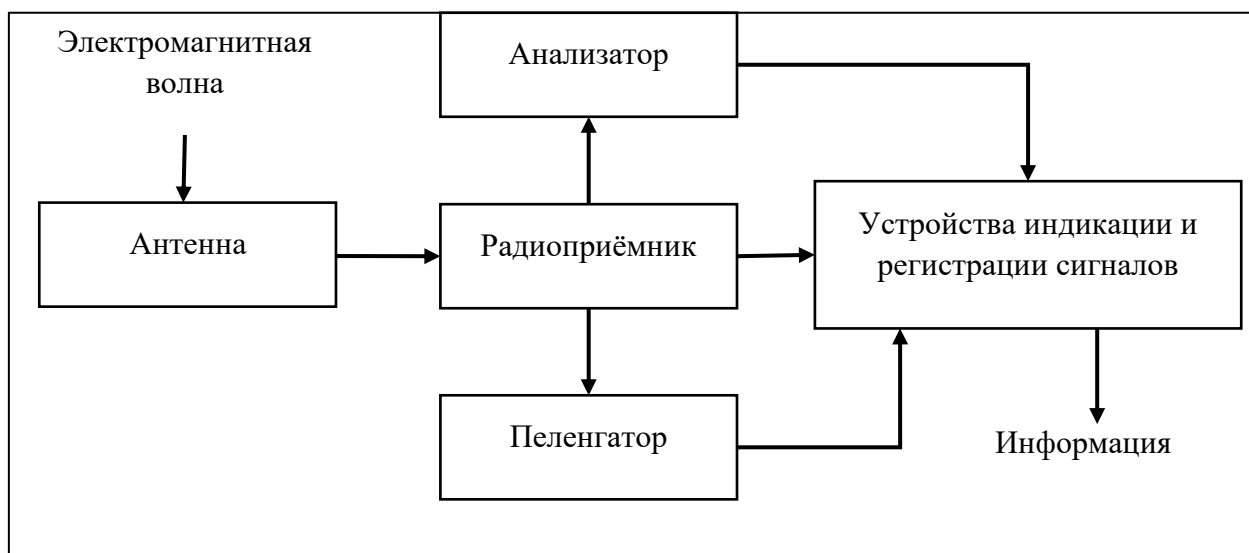 Электромагнитная
волна
Анализатор
Антенна
Радиоприёмник
Устройства индикации и
регистрации сигналов
Пеленгатор
Информация